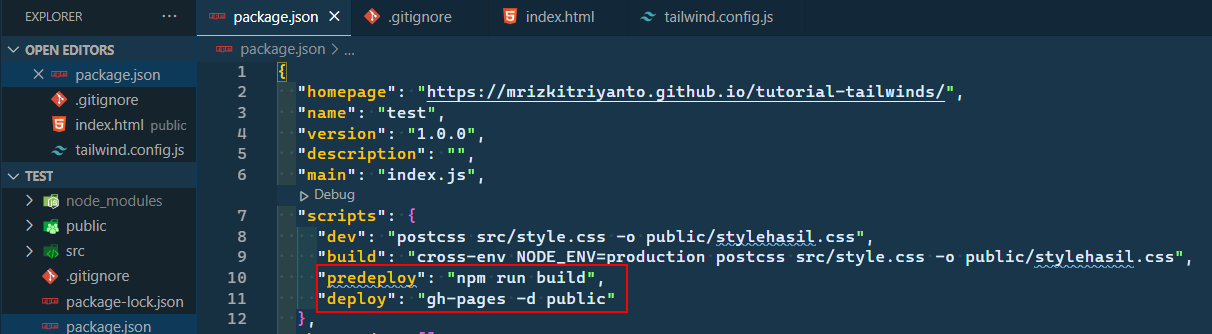 EXPLORER
...
package.json
.gitignore
index.html
tailwind.config.js
OPEN EDITORS
package.json
.gitignore
index.html public
tailwind.config.js
TEST
node_modules
public
src
.gitignore
package-lock.json
package.json
package.json > ...
1 {
2 "homepage": "https://mrizkitriyanto.github.io/tutorial-tailwinds/",
3 "name": "test",
4 "version": "1.0.0",
5 "description": "",
6 "main": "index.js",
Debug
7 "scripts": {
8 "dev": "postcss src/style.css -o public/stylehasil.css",
9 "build": "cross-env NODE_ENV=production postcss src/style.css -o public/stylehasil.css",
10 "predeploy": "npm run build",
11 "deploy": "gh-pages -d public"
12 },